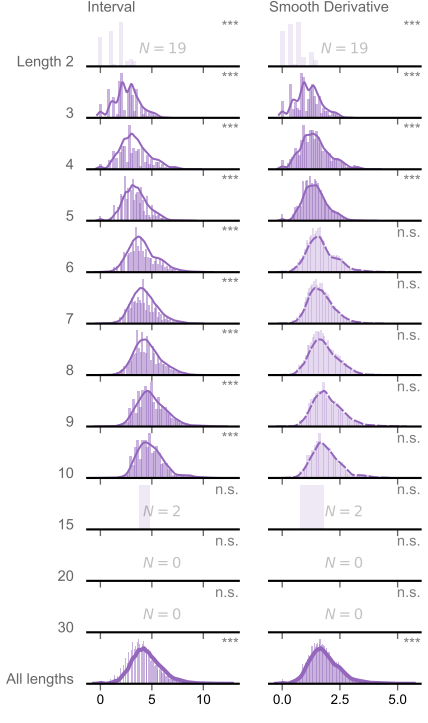 Interval Smooth Derivative
*** ***
Length 2 N = 19 N = 19
*** ***
3
*** ***
4
*** ***
5
*** n.s.
6
*** n.s.
7
*** n.s.
8
*** n.s.
9
*** n.s.
10
n.s. n.s.
15 N = 2 N = 2
n.s. n.s.
20 N = 0 N = 0
n.s. n.s.
30 N = 0 N = 0
*** ***
All lengths
0 5 10 0.0 2.5 5.0